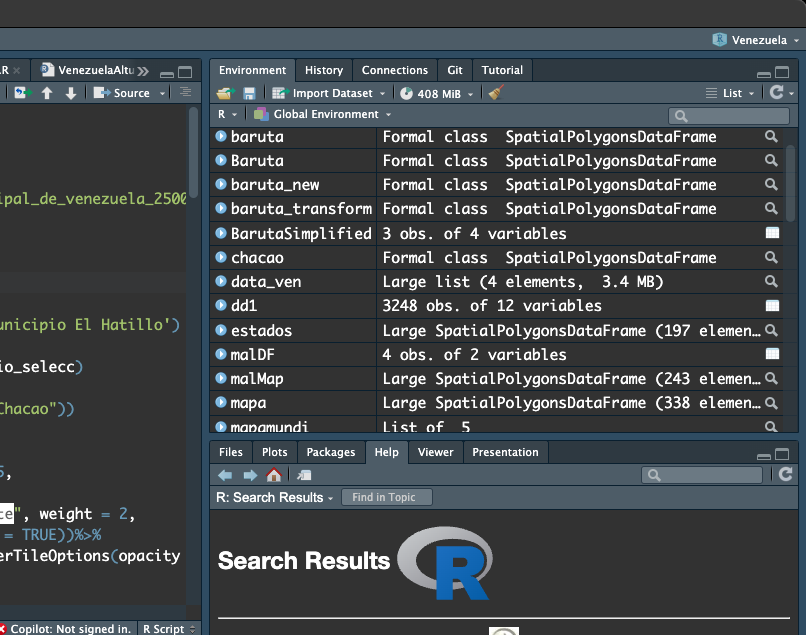 Venezuela
.R
VenezuelaAltu
Source
ipal_de_venezuela_2500
unicipio El Hatillo')
io_selecc)
Chacao"))
5,
ce", weight = 2,
= TRUE))%>%
erTileOptions(opacity
Copilot: Not signed in.
R Script
Environment History Connections Git Tutorial
Import Dataset 408 MiB List
R Global Environment
baruta Formal class SpatialPolygonsDataFrame
Baruta Formal class SpatialPolygonsDataFrame
baruta_new Formal class SpatialPolygonsDataFrame
baruta_transform Formal class SpatialPolygonsDataFrame
BarutaSimplified 3 obs. of 4 variables
chacao Formal class SpatialPolygonsDataFrame
data_ven Large list (4 elements, 3.4 MB)
dd1 3248 obs. of 12 variables
estados Large SpatialPolygonsDataFrame (197 elemen…
malDF 4 obs. of 2 variables
malMap Large SpatialPolygonsDataFrame (243 elemen…
mapa Large SpatialPolygonsDataFrame (338 elemen…
mapamundi List of 5
Files Plots Packages Help Viewer Presentation
R: Search Results Find in Topic
Search Results R